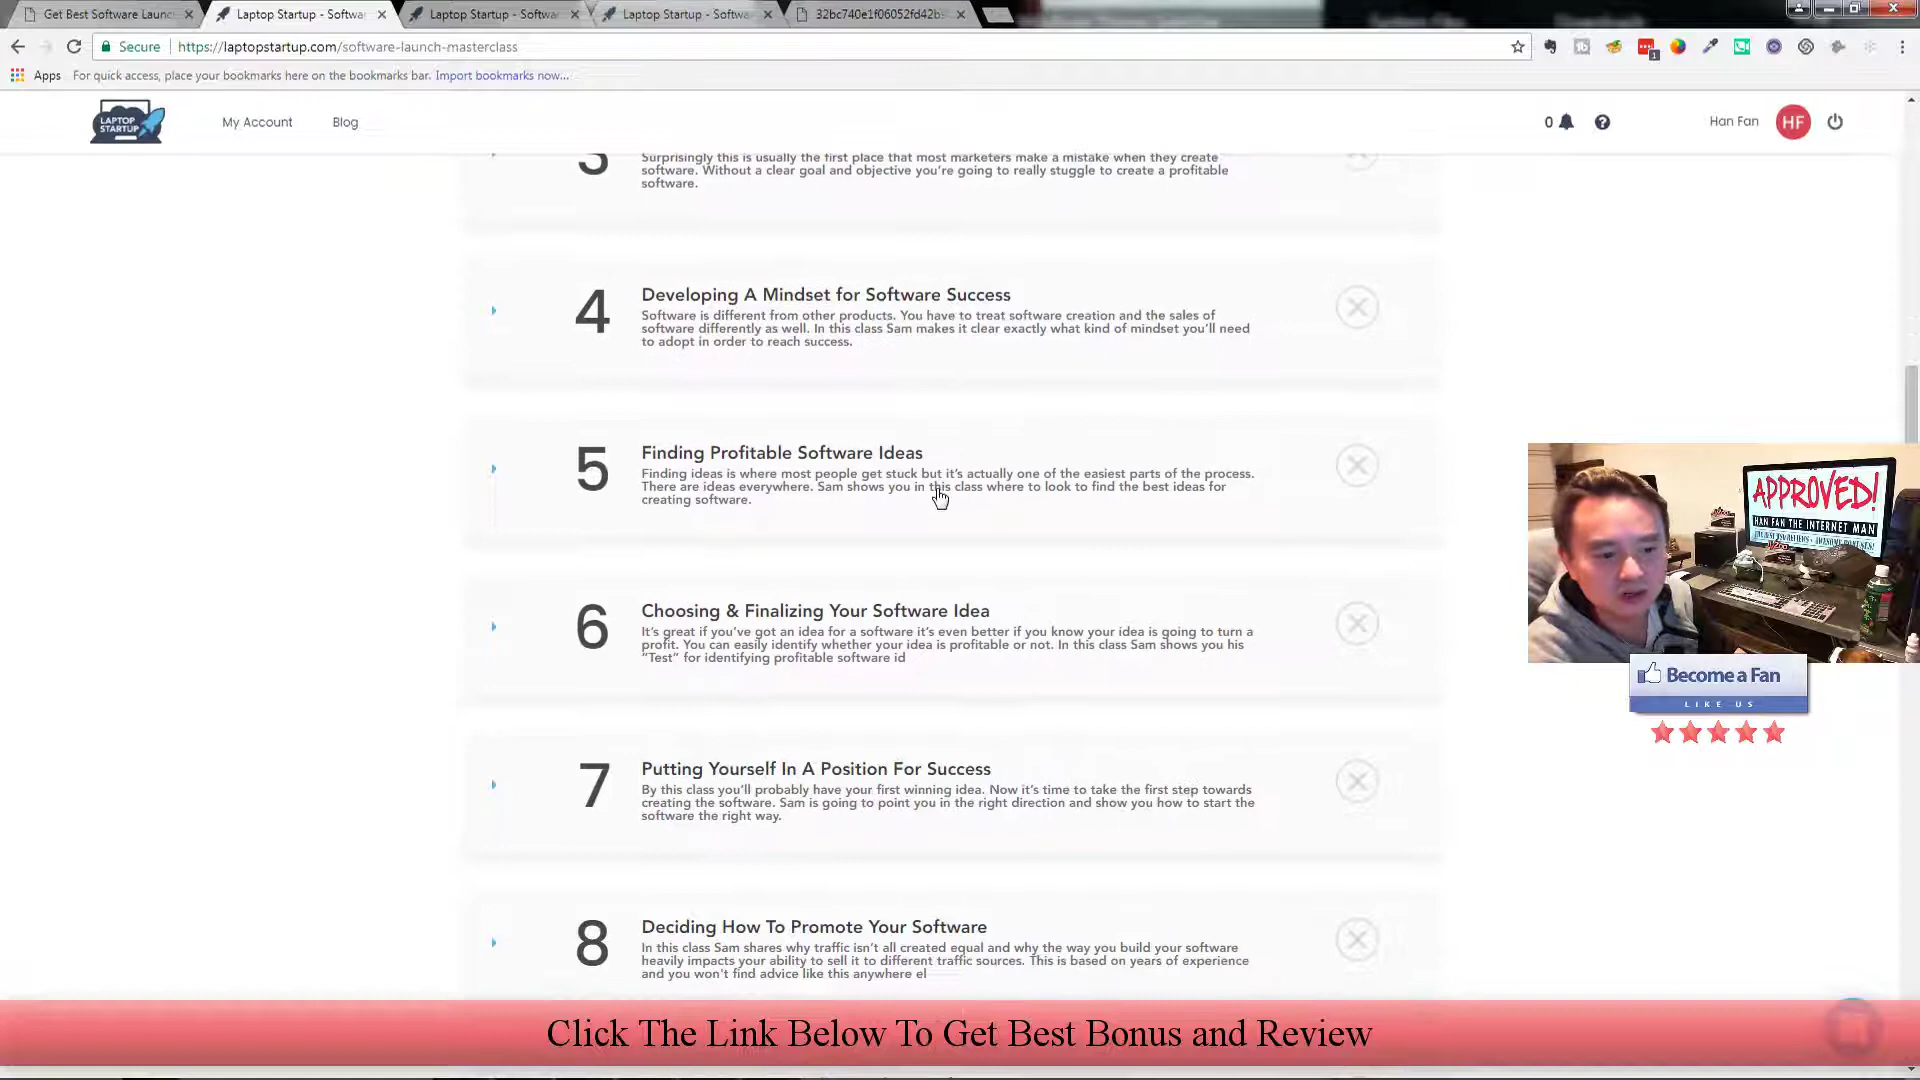 Get Best Software Launc
Laptop Startup - Softwa
Laptop Startup - Softwa
Laptop Startup - Softwa
32bc740e1f06052fd42b
Secure
https://laptopstartup.com/software-launch-masterclass
1
Apps
For quick access, place your bookmarks here on the bookmarks bar. Import bookmarks now...
LAPTOP
STARTUP
My Account
Blog
0
Han Fan
HF
3
Surprisingly this is usually the first place that most marketers make a mistake when they create
software. Without a clear goal and objective you're going to really stuggle to create a profitable
software.
4
Developing A Mindset for Software Success
Software is different from other products. You have to treat software creation and the sales of
software differently as well. In this class Sam makes it clear exactly what kind of mindset you'll need
to adopt in order to reach success.
5
Finding Profitable Software Ideas
Finding ideas is where most people get stuck but it's actually one of the easiest parts of the process.
There are ideas everywhere. Sam shows you in this class where to look to find the best ideas for
creating software.
6
Choosing & Finalizing Your Software Idea
It's great if you've got an idea for a software it's even better if you know your idea is going to turn a
profit. You can easily identify whether your idea is profitable or not. In this class Sam shows you his
"Test" for identifying profitable software id
7
Putting Yourself In A Position For Success
By this class you'll probably have your first winning idea. Now it's time to take the first step towards
creating the software. Sam is going to point you in the right direction and show you how to start the
software the right way.
8
Deciding How To Promote Your Software
In this class Sam shares why traffic isn't all created equal and why the way you build your software
heavily impacts your ability to sell it to different traffic sources. This is based on years of experience
and you won't find advice like this anywhere el
APPROVED!
HAN FAN THE INTERNET MAN
Become a Fan
LIKE US
Click The Link Below To Get Best Bonus and Review